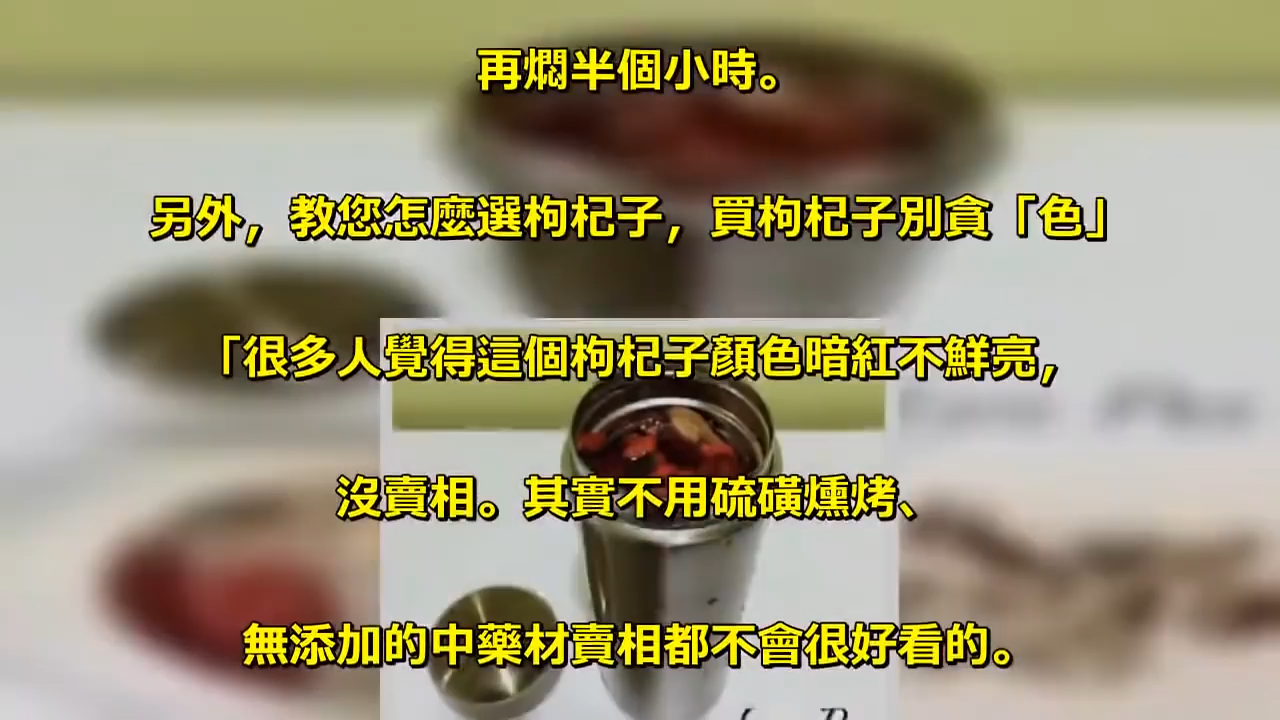 再燜半個小時。
另外，教您怎麼選枸杞子，買枸杞子別貪「色」
「很多人覺得這個枸杞子顏色暗紅不鮮亮，
沒賣相。其實不用硫磺燻烤、
無添加的中藥材賣相都不會很好看的。